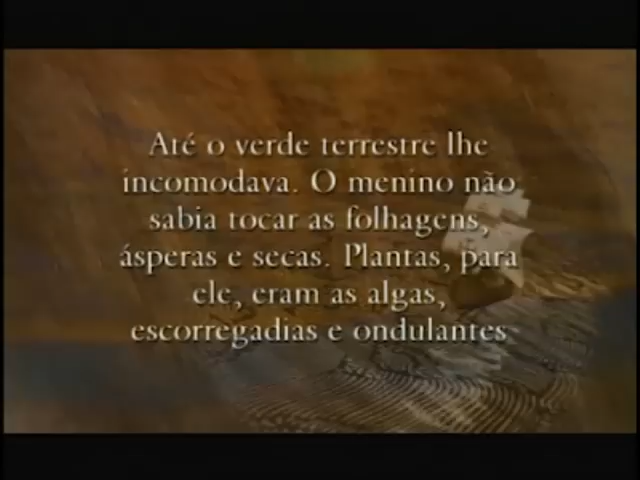 Até o verde terrestre lhe
incomodava. O menino não
sabia tocar as folhagens,
ásperas e secas. Plantas, para
ele, eram as algas,
escorregadias e ondulantes